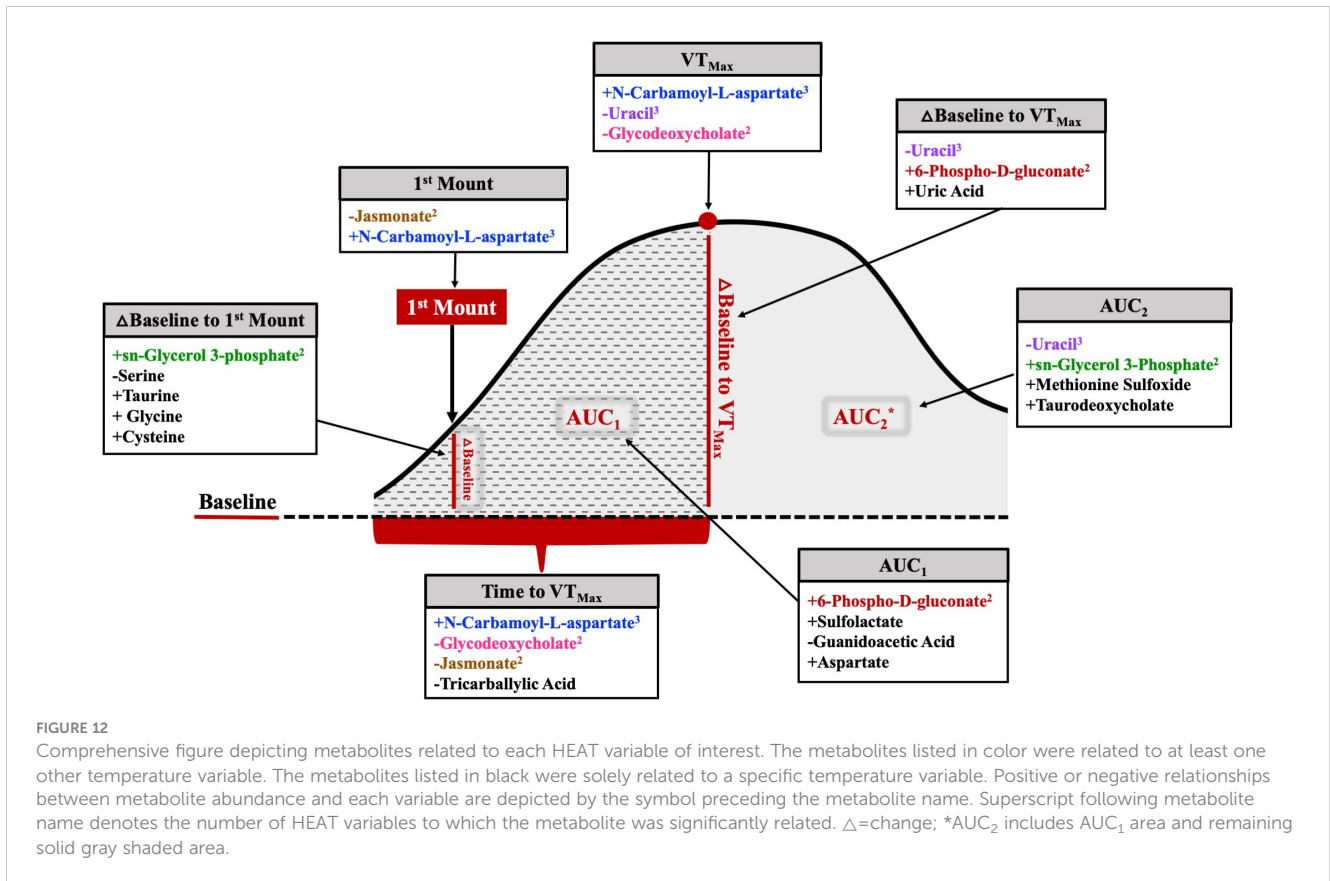 VTMax
+N-Carbamoyl-L-aspartate³
-Uracil³
-Glycodeoxycholate²
△Baseline to VTMax
-Uracil³
+6-Phospho-D-gluconate²
+Uric Acid
1st Mount
-Jasmonate²
+N-Carbamoyl-L-aspartate³
1st Mount
△Baseline to 1st Mount
+sn-Glycerol 3-phosphate²
-Serine
+Taurine
+ Glycine
+Cysteine
AUC₂
-Uracil³
+sn-Glycerol 3-Phosphate²
+Methionine Sulfoxide
+Taurodeoxycholate
△Baseline
AUC₁
△Baseline to VTMax
AUC₂*
Baseline
Time to VTMax
+N-Carbamoyl-L-aspartate³
-Glycodeoxycholate²
-Jasmonate²
-Tricarballylic Acid
AUC₁
+6-Phospho-D-gluconate²
+Sulfolactate
-Guanidoacetic Acid
+Aspartate
FIGURE 12
Comprehensive figure depicting metabolites related to each HEAT variable of interest. The metabolites listed in color were related to at least one
other temperature variable. The metabolites listed in black were solely related to a specific temperature variable. Positive or negative relationships
between metabolite abundance and each variable are depicted by the symbol preceding the metabolite name. Superscript following metabolite
name denotes the number of HEAT variables to which the metabolite was significantly related. △=change; *AUC₂ includes AUC₁ area and remaining
solid gray shaded area.